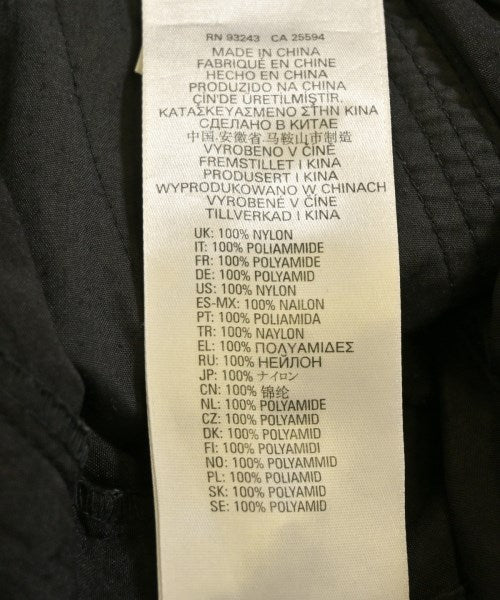 RN 93243 CA 25594
MADE IN CHINA
FABRIQUÉ EN CHINE
HECHO EN CHINA
PRODUZIDO NA CHINA
ÇİN'DE ÜRETİLMİŞTİR.
ΚΑΤΑΣΚΕΥΑΣΜΕΝΟ ΣΤΗΝ ΚΙΝΑ
СДЕЛАНО В КИТАЕ
中国·安徽省·马鞍山市制造
VYROBENO V ČÍNĚ
FREMSTILLET I KINA
PRODUSERT I KINA
WYPRODUKOWANO W CHINACH
VYROBENÉ V ČÍNE
TILLVERKAD I KINA
UK: 100% NYLON
IT: 100% POLIAMMIDE
FR: 100% POLYAMIDE
DE: 100% POLYAMID
US: 100% NYLON
ES-MX: 100% NAILON
PT: 100% POLIAMIDA
TR: 100% NAYLON
EL: 100% ΠΟΛΥΑΜΙΔΕΣ
RU: 100% НЕЙЛОН
JP: 100% ナイロン
CN: 100% 锦纶
NL: 100% POLYAMIDE
CZ: 100% POLYAMID
DK: 100% POLYAMID
FI: 100% POLYAMIDI
NO: 100% POLYAMMID
PL: 100% POLIAMID
SK: 100% POLYAMID
SE: 100% POLYAMID